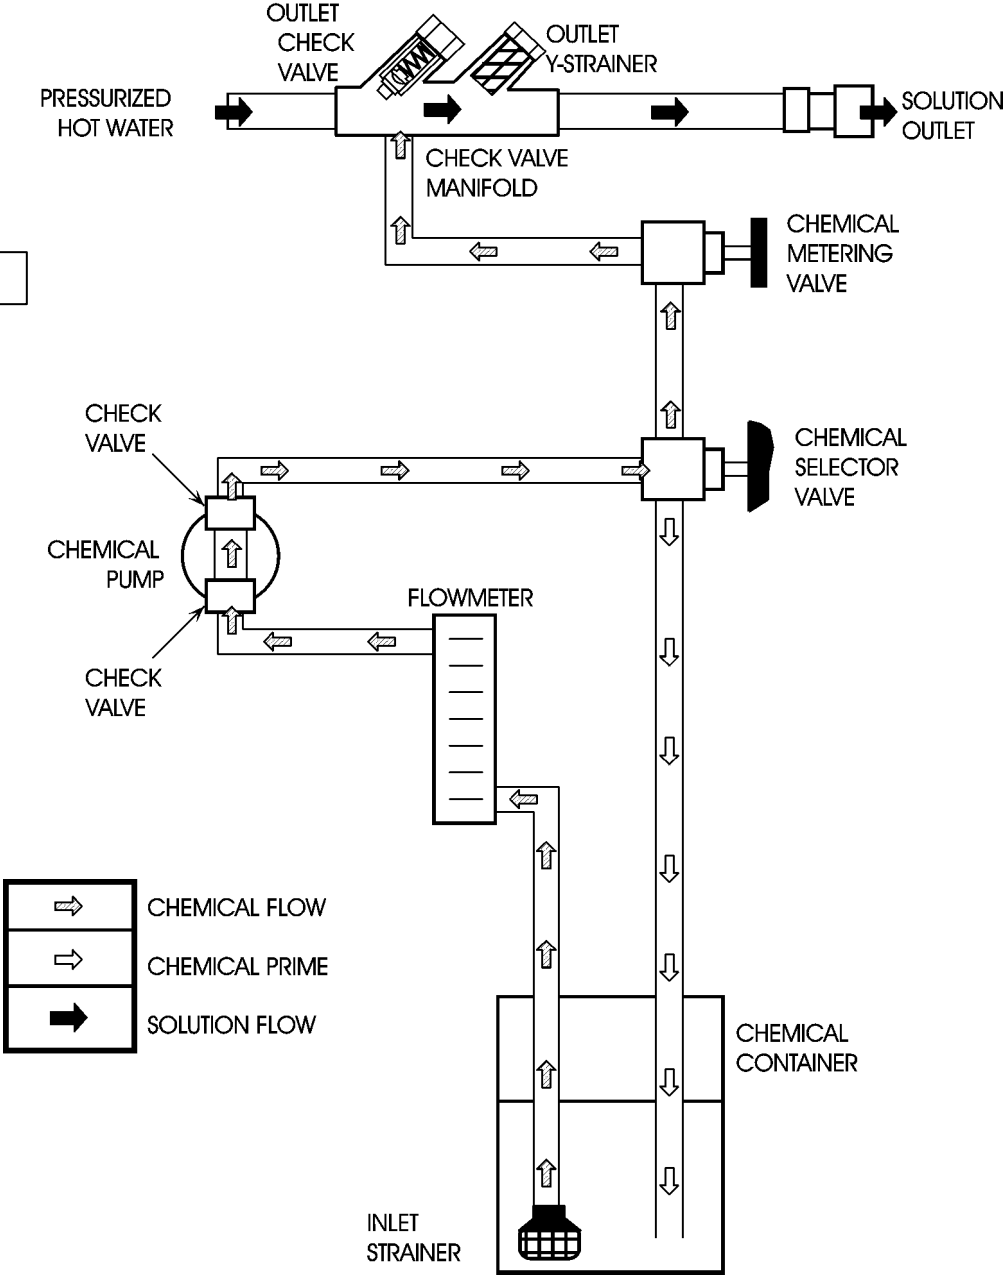 OUTLET
CHECK
VALVE
OUTLET
Y-STRAINER
PRESSURIZED
HOT WATER
SOLUTION
OUTLET
CHECK VALVE
MANIFOLD
CHEMICAL
METERING
VALVE
CHECK
VALVE
CHEMICAL
SELECTOR
VALVE
CHEMICAL
PUMP
FLOWMETER
CHECK
VALVE
CHEMICAL FLOW
CHEMICAL PRIME
SOLUTION FLOW
CHEMICAL
CONTAINER
INLET
STRAINER